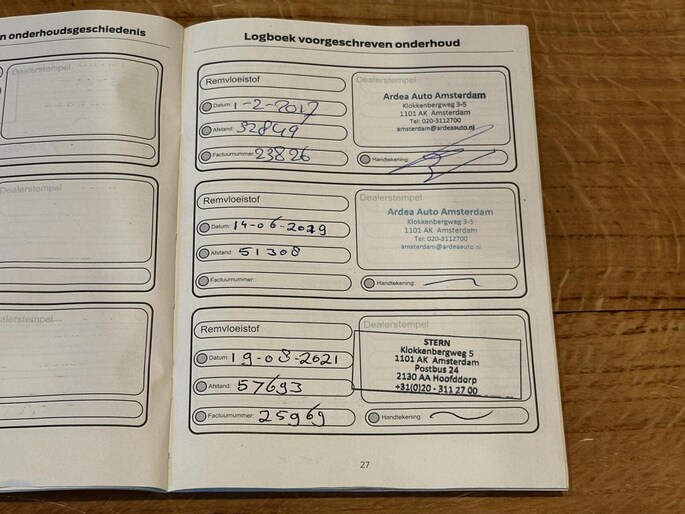 n onderhoudsgeschiedenis
Dealerstempel
Dealerstempel
alerstempel
Logboek voorgeschreven onderhoud
Remvloeistof
Datum: 1-2-2017
Afstand: 32849
Factuurnummer: 23826
Dealerstempel
Ardea Auto Amsterdam
Klokkenbergweg 3-5
1101 AK Amsterdam
Tel: 020-3112700
amsterdam@ardeaauto.nl
Handtekening:
Remvloeistof
Datum: 14-06-2019
Afstand: 51308
Factuurnummer:
Dealerstempel
Ardea Auto Amsterdam
Klokkenbergweg 3-5
1101 AK Amsterdam
Tel: 020-3112700
amsterdam@ardeaauto.nl
Handtekening:
Remvloeistof
Datum: 19-08-2021
Afstand: 57693
Factuurnummer: 25969
Dealerstempel
STERN
Klokkenbergweg 5
1101 AK Amsterdam
Postbus 24
2130 AA Hoofddorp
+31(0)20 - 311 27 00
Handtekening:
27